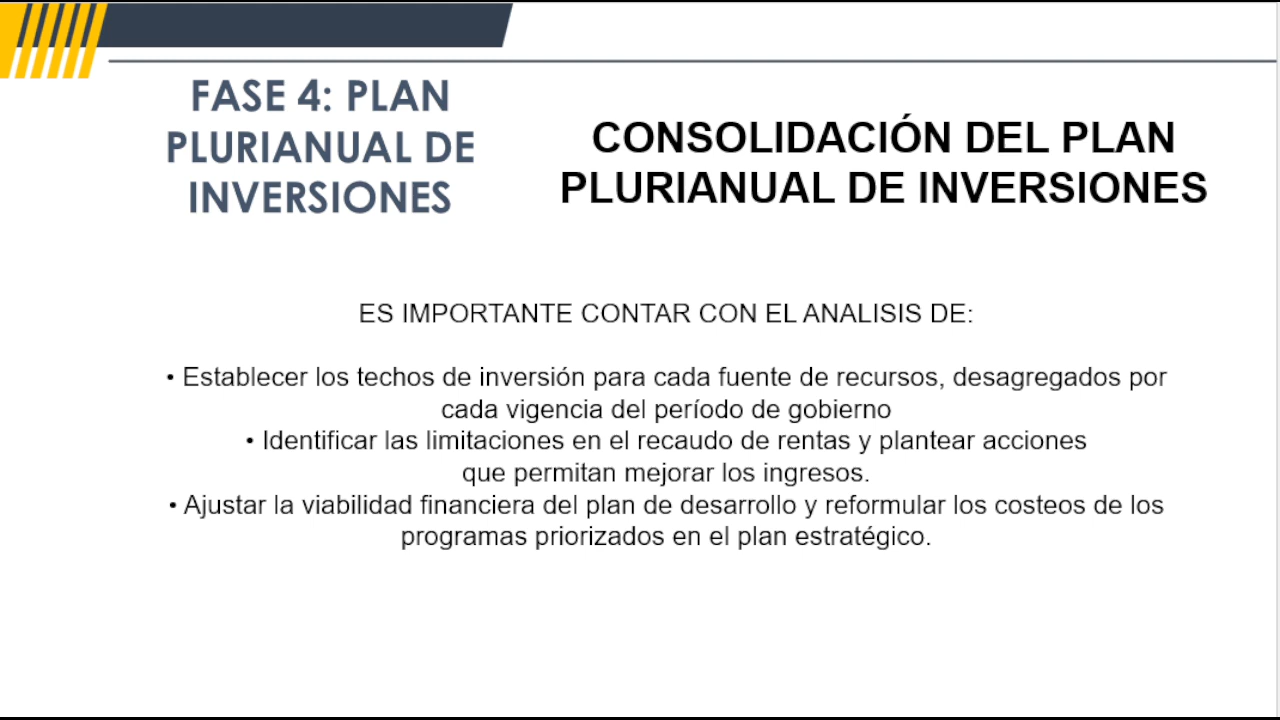 FASE 4: PLAN
PLURIANUAL DE
INVERSIONES
CONSOLIDACIÓN DEL PLAN
PLURIANUAL DE INVERSIONES
ES IMPORTANTE CONTAR CON EL ANALISIS DE:
• Establecer los techos de inversión para cada fuente de recursos, desagregados por
cada vigencia del período de gobierno
• Identificar las limitaciones en el recaudo de rentas y plantear acciones
que permitan mejorar los ingresos.
• Ajustar la viabilidad financiera del plan de desarrollo y reformular los costeos de los
programas priorizados en el plan estratégico.